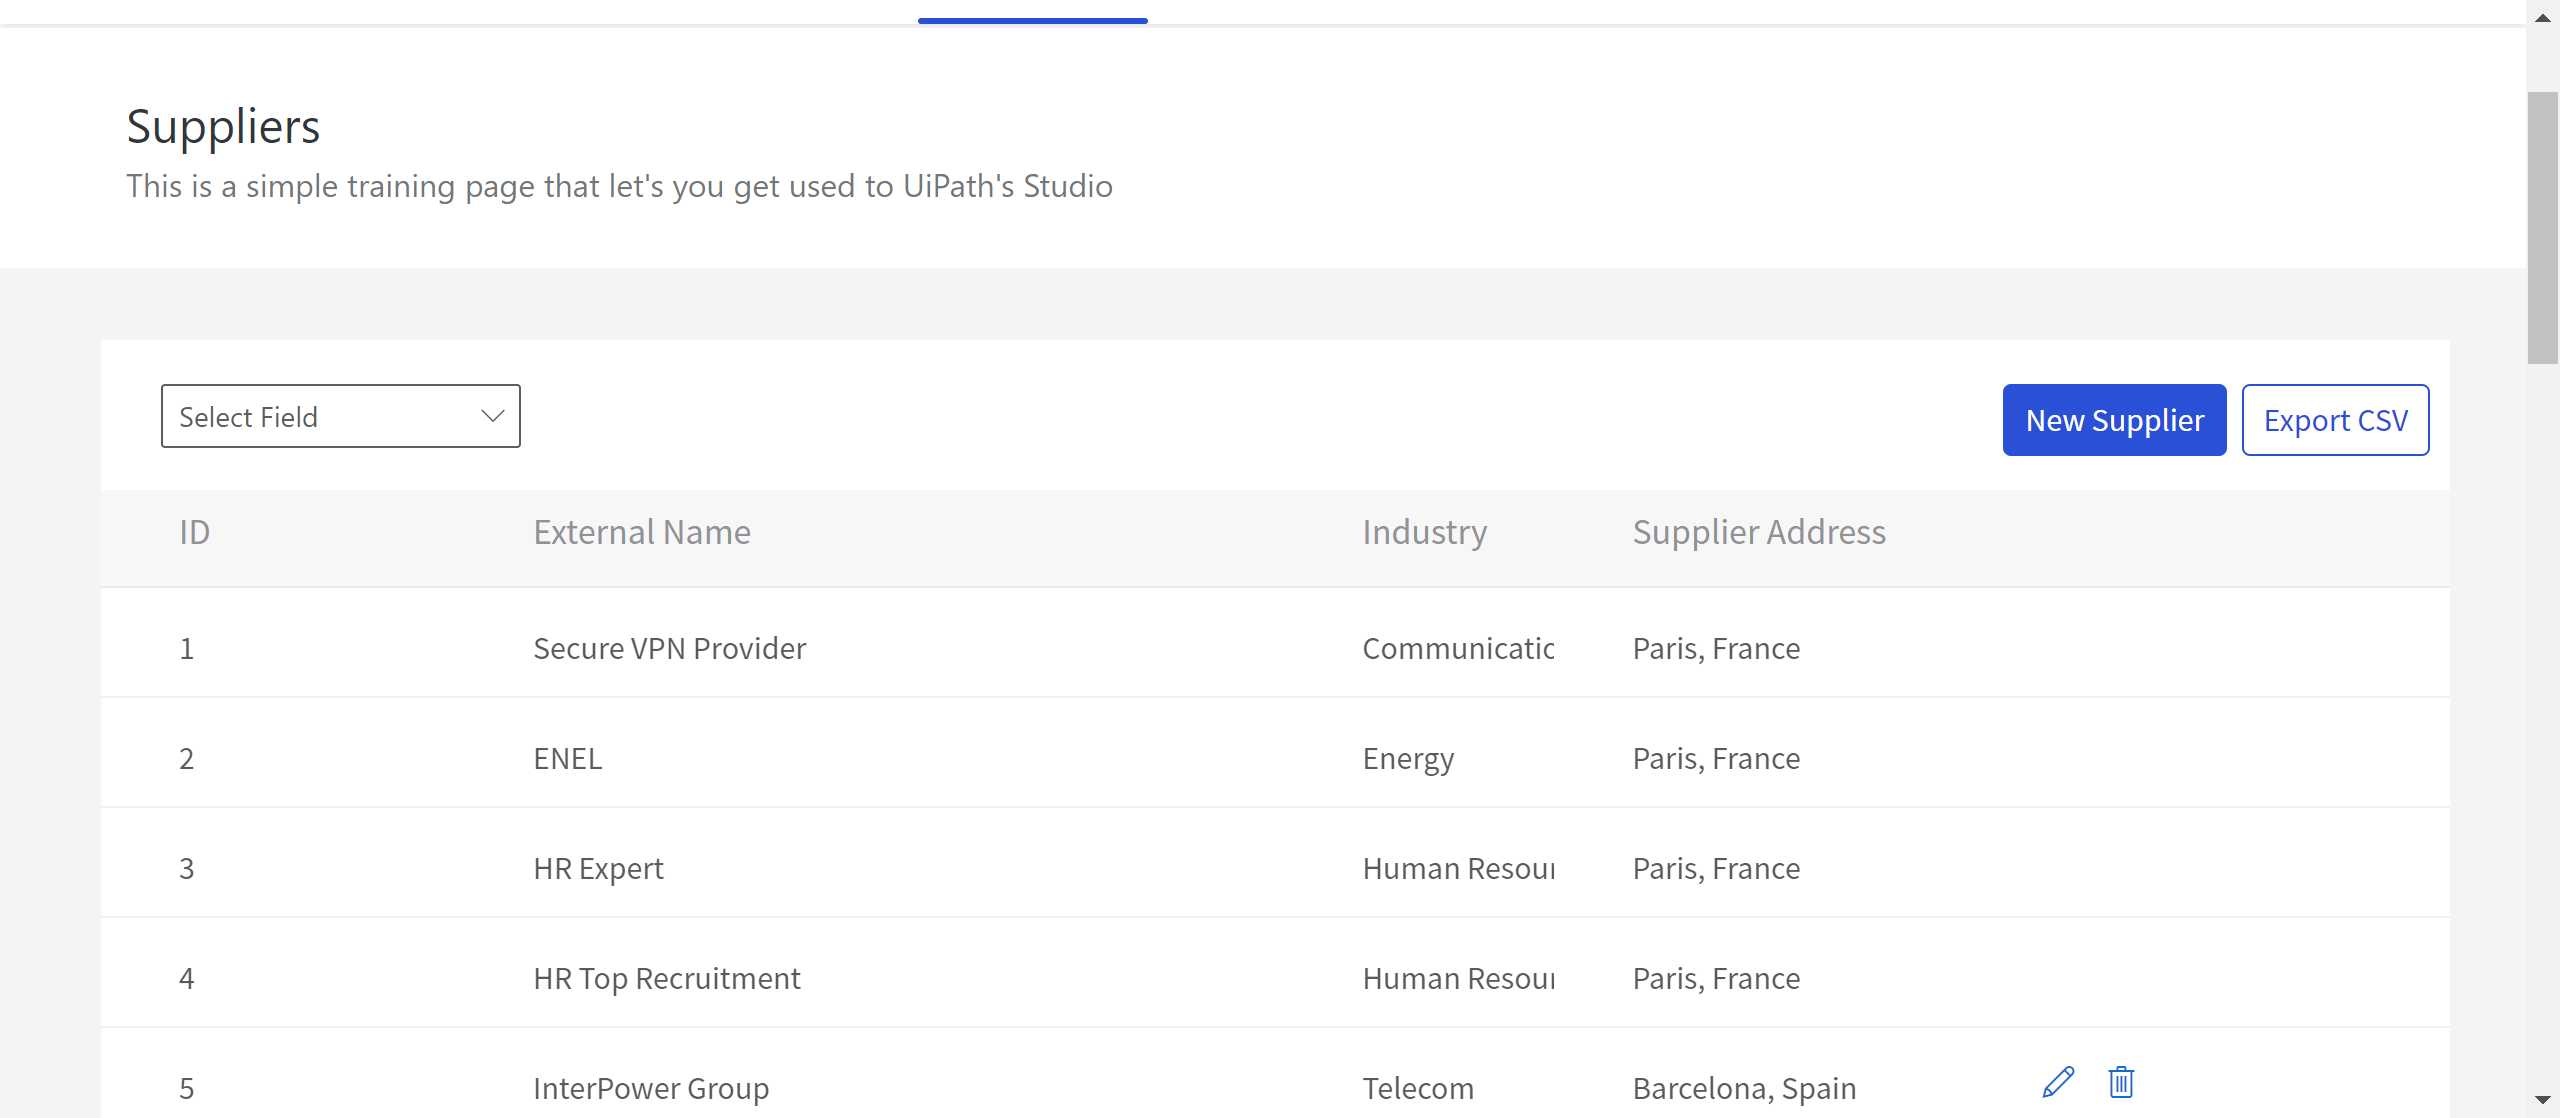 Suppliers
This is a simple training page that let's you get used to UiPath's Studio
Select Field
New Supplier
Export CSV
ID External Name Industry Supplier Address
1 Secure VPN Provider Communicatic Paris, France
2 ENEL Energy Paris, France
3 HR Expert Human Resour Paris, France
4 HR Top Recruitment Human Resour Paris, France
5 InterPower Group Telecom Barcelona, Spain